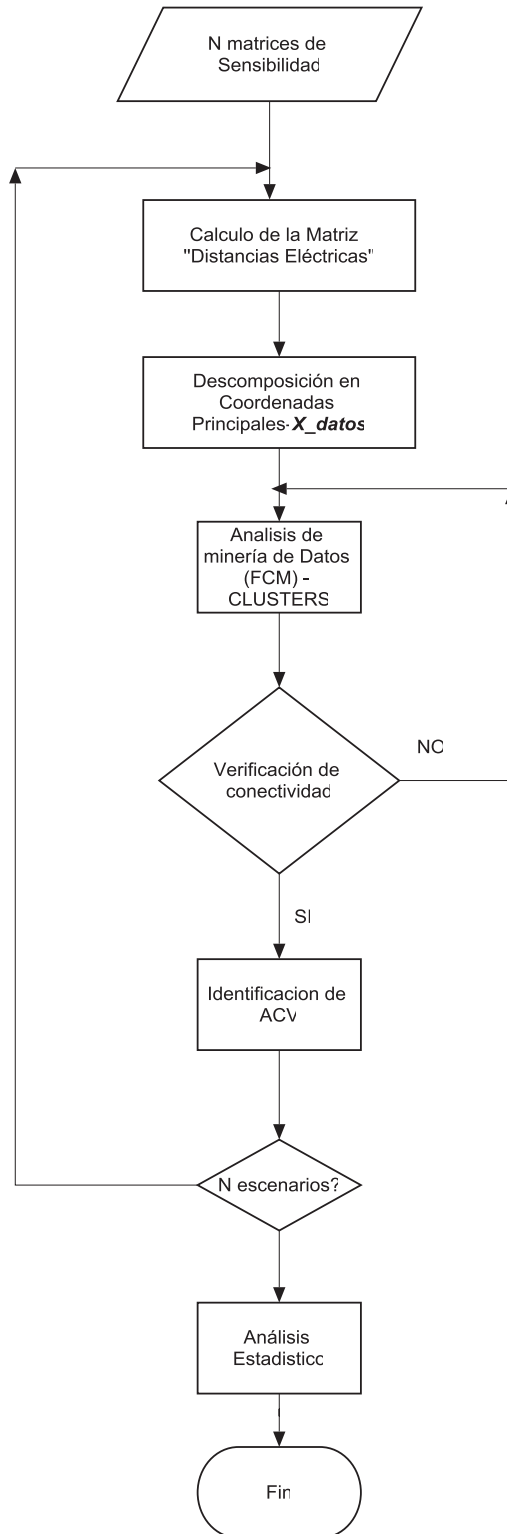 N matrices de
Sensibilidad
Calculo de la Matriz
"Distancias Eléctricas"
Descomposición en
Coordenadas
Principales-X_datos
Analisis de
minería de Datos
(FCM) -
CLUSTERS
Verificación de
conectividad
NO
SI
Identificacion de
ACV
N escenarios?
Análisis
Estadistico
Fin